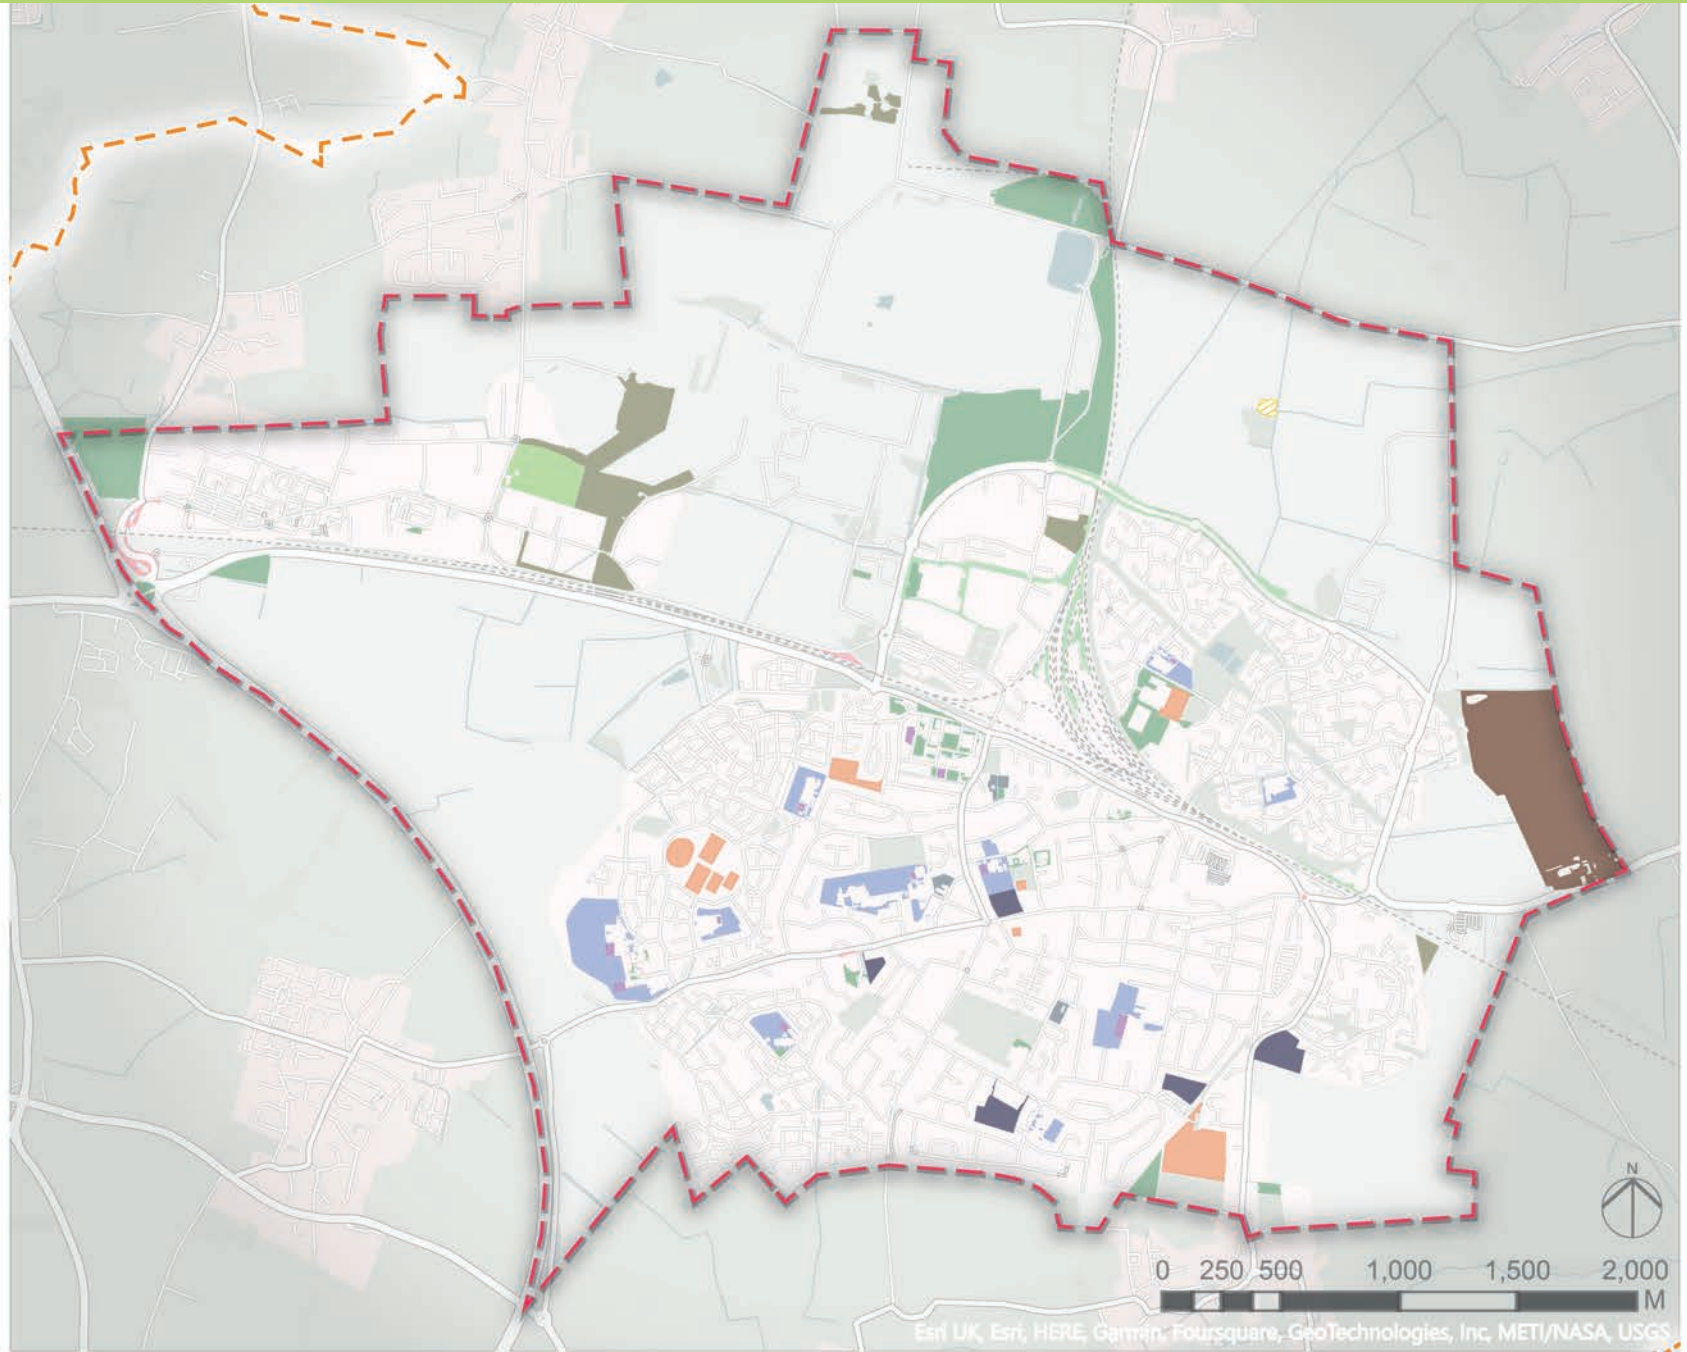 N
0 250 500 1,000 1,500 2,000
M
Esri UK, Esri, HERE, Garmin, Foursquare, GeoTechnologies, Inc, METI/NASA, USGS